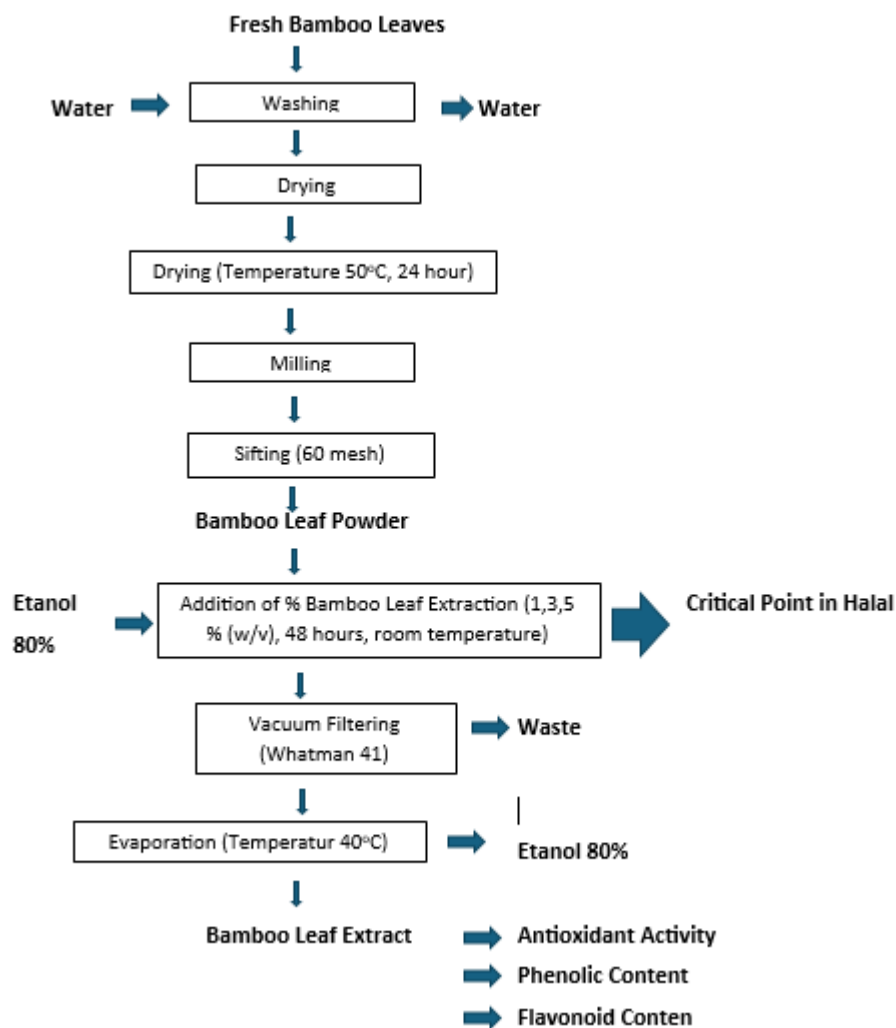 Fresh Bamboo Leaves
Water
Washing
Water
Drying
Drying (Temperature 50°C, 24 hour)
Milling
Sifting (60 mesh)
Bamboo Leaf Powder
Etanol
80%
Addition of % Bamboo Leaf Extraction (1,3,5
% (w/v), 48 hours, room temperature)
Critical Point in Halal
Vacuum Filtering
(Whatman 41)
Waste
Evaporation (Temperatur 40°C)
Etanol 80%
Bamboo Leaf Extract
Antioxidant Activity
Phenolic Content
Flavonoid Conten